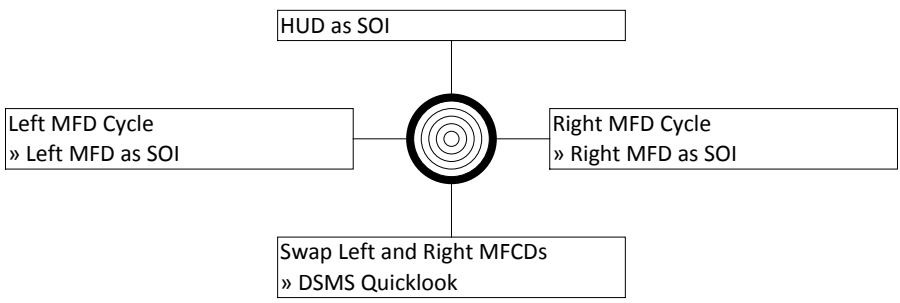 HUD as SOI
Left MFD Cycle
» Left MFD as SOI
Right MFD Cycle
» Right MFD as SOI
Swap Left and Right MFCDs
» DSMS Quicklook